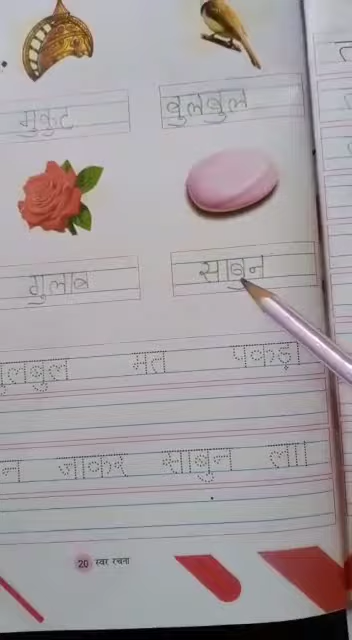 मुकुट बुलबुल
गुलाब साबुन
बुलबुल मत पकड़ो
जाकर साबुन ला।
20 स्वर रचना